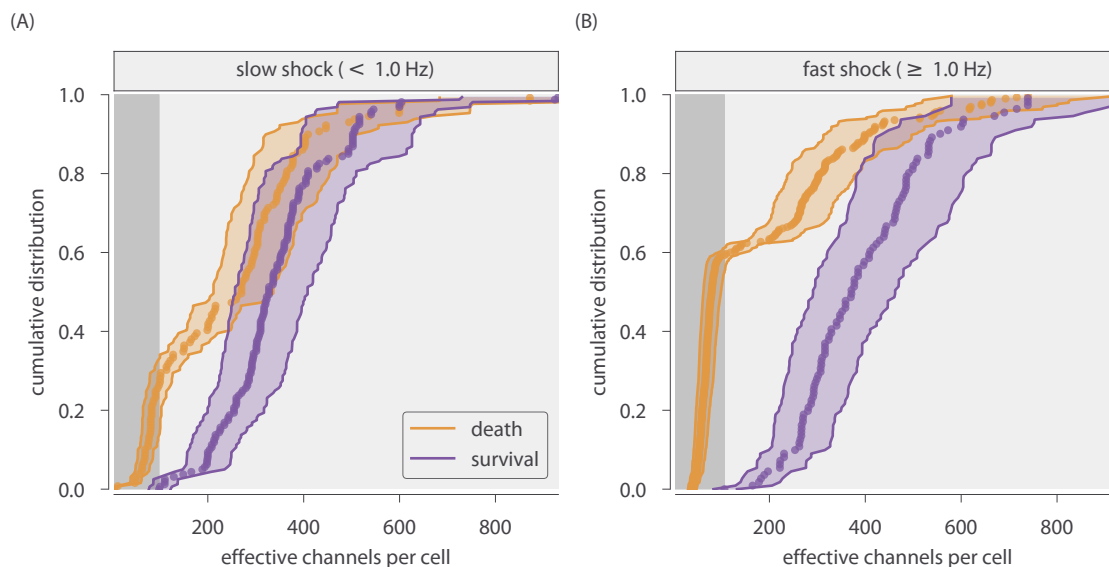 (A)
(B)
slow shock ( < 1.0 Hz)
fast shock ( ≥ 1.0 Hz)
1.0
0.8
0.6
0.4
0.2
0.0
cumulative distribution
200
400
600
800
effective channels per cell
death
survival
1.0
0.8
0.6
0.4
0.2
0.0
cumulative distribution
200
400
600
800
effective channels per cell